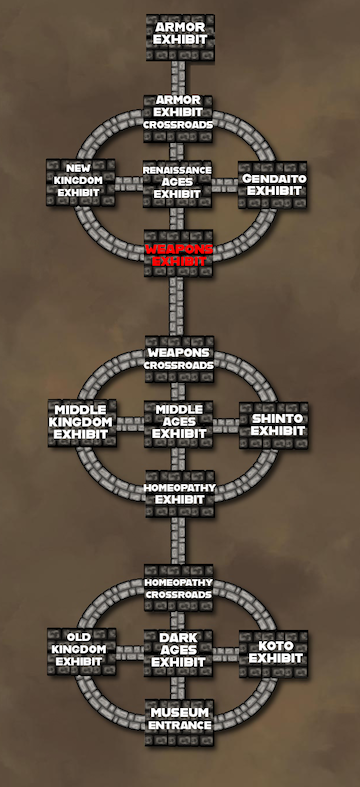 ARMOR
EXHIBIT
ARMOR
EXHIBIT
CROSSROADS
NEW
KINGDOM
EXHIBIT
RENAISSANCE
AGES
EXHIBIT
GENDAITO
EXHIBIT
WEAPONS
EXHIBIT
WEAPONS
CROSSROADS
MIDDLE
KINGDOM
EXHIBIT
MIDDLE
AGES
EXHIBIT
SHINTO
EXHIBIT
HOMEOPATHY
EXHIBIT
HOMEOPATHY
CROSSROADS
OLD
KINGDOM
EXHIBIT
DARK
AGES
EXHIBIT
KOTO
EXHIBIT
MUSEUM
ENTRANCE